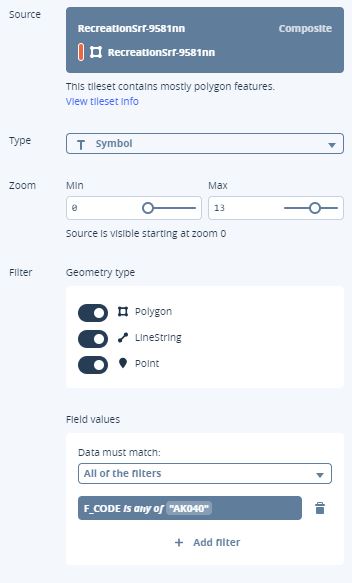 Source
RecreationSrf-9581nn Composite
RecreationSrf-9581nn
This tileset contains mostly polygon features.
View tileset info
Type
Symbol
Zoom
Min Max
0 13
Source is visible starting at zoom 0
Filter
Geometry type
Polygon
LineString
Point
Field values
Data must match:
All of the filters
F_CODE is any of "AK040"
+ Add filter